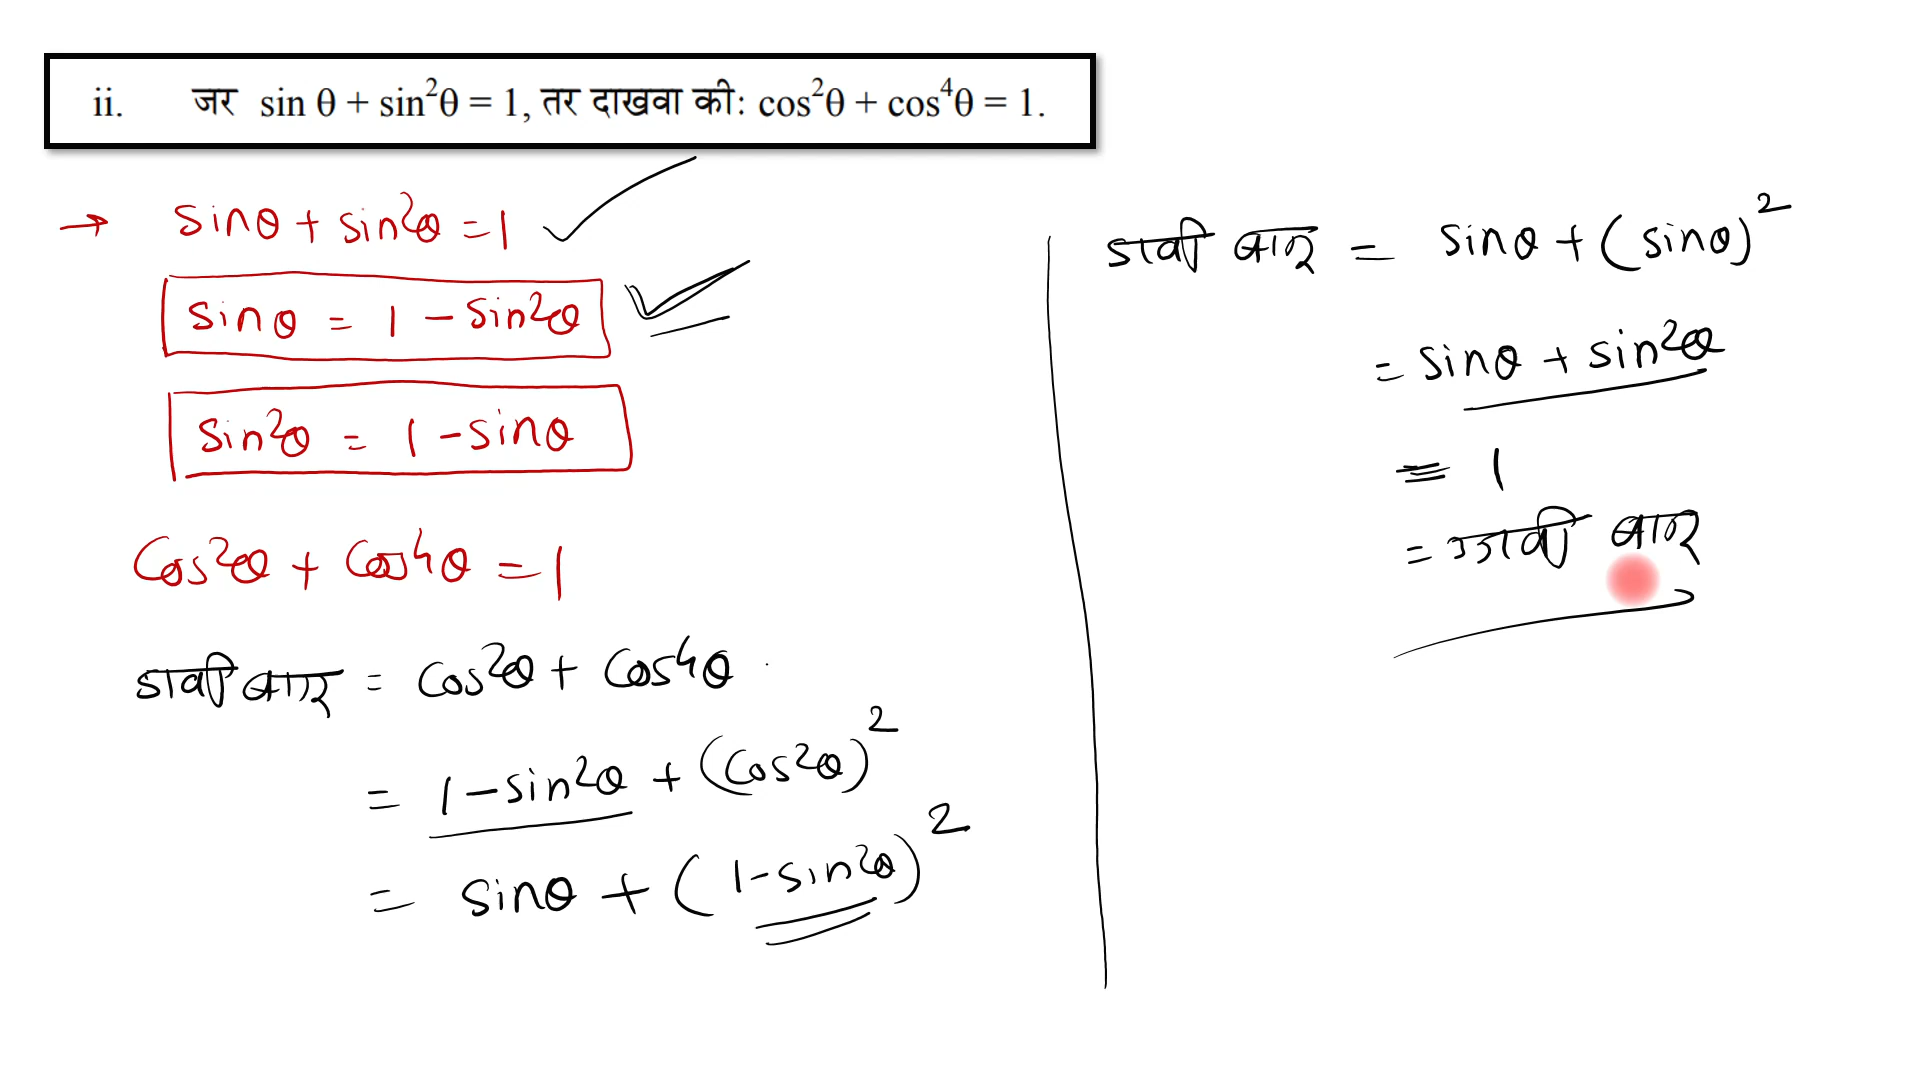 ii. जर sin θ + sin²θ = 1, तर दाखवा की: cos²θ + cos⁴θ = 1.
→ sinθ + sin²θ = 1
sinθ = 1 - sin²θ
sin²θ = 1 - sinθ
cos²θ + cos⁴θ = 1
डावी बाजू = cos²θ + cos⁴θ
= 1 - sin²θ + (cos²θ)²
= sinθ + (1 - sin²θ)²
डावी बाजू = sinθ + (sinθ)²
= sinθ + sin²θ
= 1
= उजवी बाजू